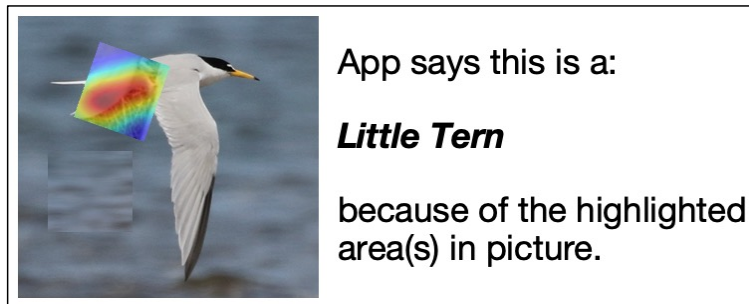 App says this is a:
Little Tern
because of the highlighted
area(s) in picture.